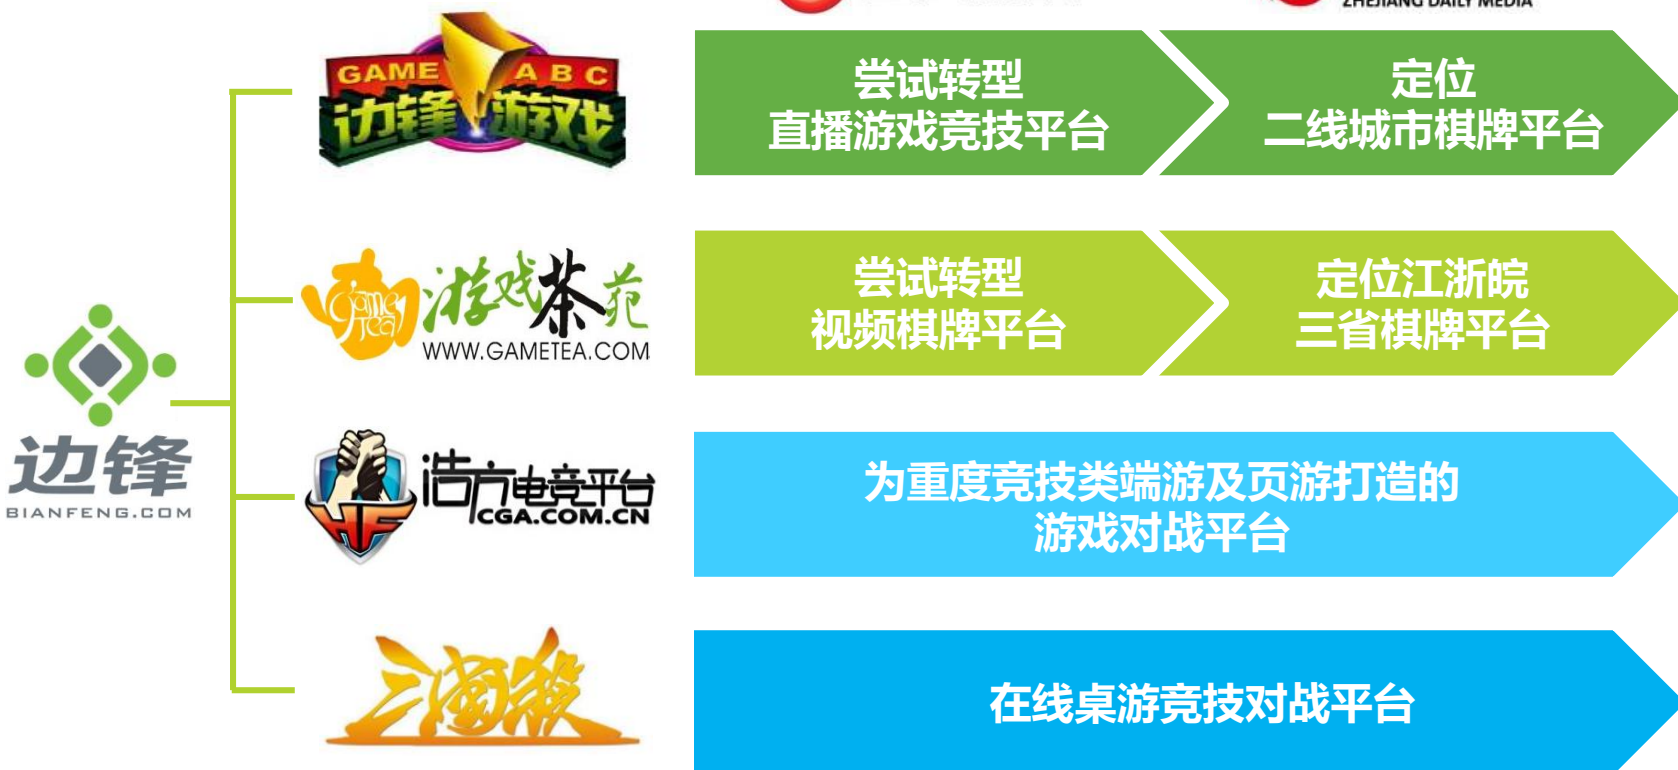 ZHEJIANG DAILY MEDIA
GAME ABC
边锋游戏
尝试转型
直播游戏竞技平台
定位
二线城市棋牌平台
Game
Tea
游戏茶苑
WWW.GAMETEA.COM
尝试转型
视频棋牌平台
定位江浙皖
三省棋牌平台
边锋
BIANFENG.COM
HF
浩方电竞平台
CGA.COM.CN
为重度竞技类端游及页游打造的
游戏对战平台
三国殺
在线桌游竞技对战平台